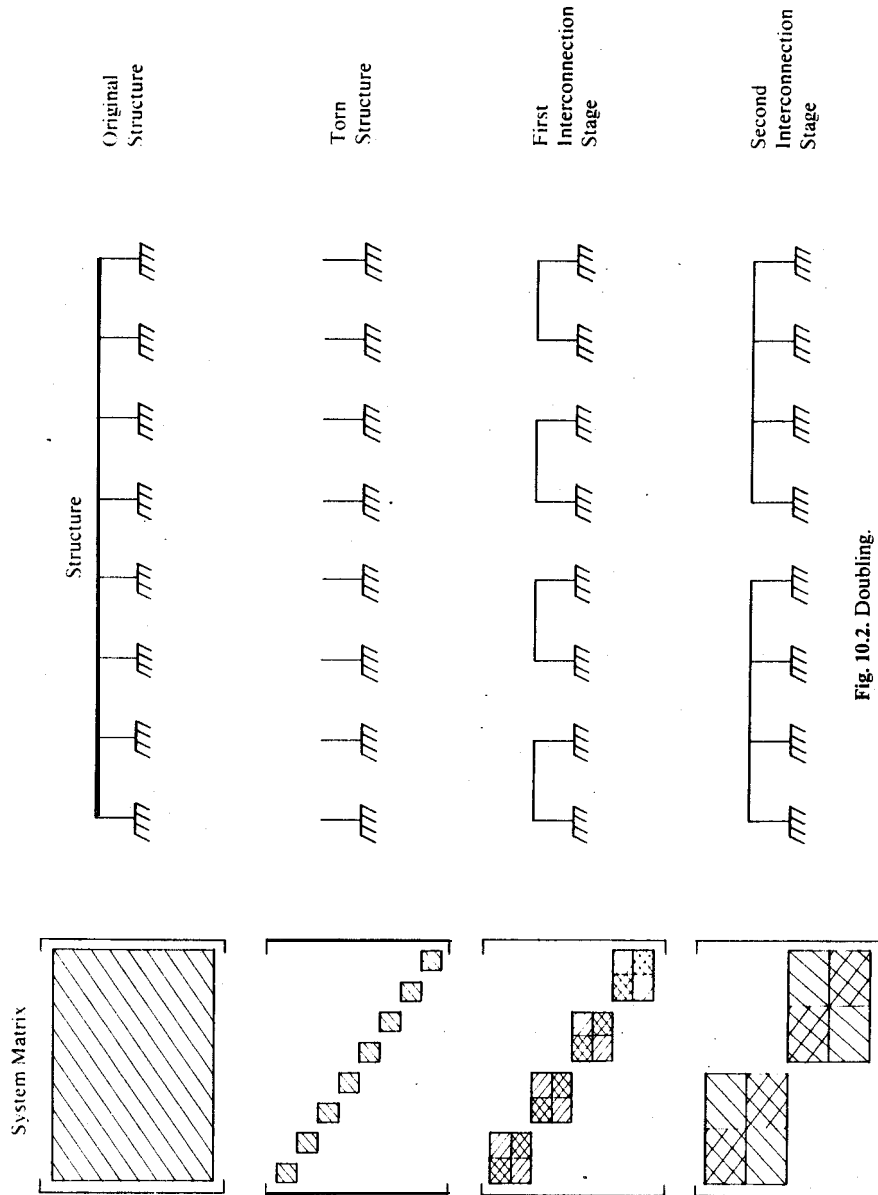 System Matrix
Structure
Original
Structure
Torn
Structure
First
Interconnection
Stage
Second
Interconnection
Stage
Fig. 10.2. Doubling.